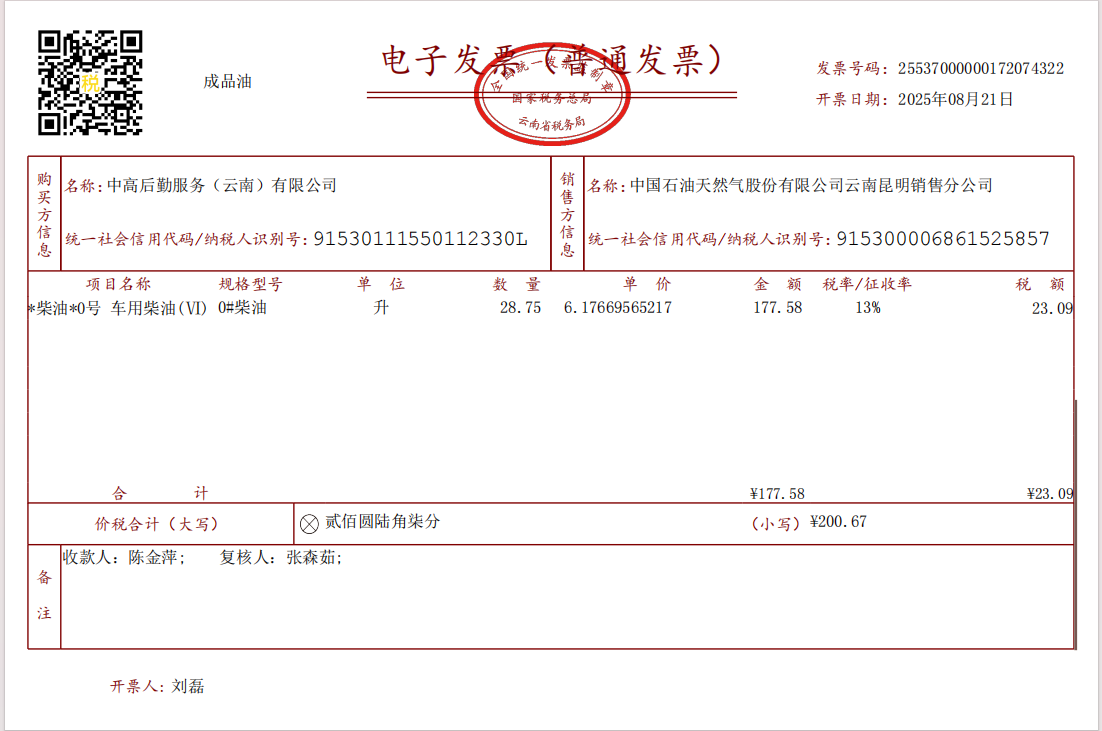 税
成品油
电子发票（普通发票）
全国统一发票监制章
国家税务总局
云南省税务局
发票号码：25537000000172074322
开票日期：2025年08月21日
购买方信息
名称：中高后勤服务（云南）有限公司
统一社会信用代码/纳税人识别号：91530111550112330L
销售方信息
名称：中国石油天然气股份有限公司云南昆明销售分公司
统一社会信用代码/纳税人识别号：915300006861525857
项目名称 规格型号 单位 数量 单价 金额 税率/征收率 税额
*柴油*0号 车用柴油(Ⅵ) 0#柴油 升 28.75 6.17669565217 177.58 13% 23.09
合计 ¥177.58 ¥23.09
价税合计（大写） ⊗ 贰佰圆陆角柒分 （小写）¥200.67
备注
收款人：陈金萍; 复核人：张森茹;
开票人：刘磊